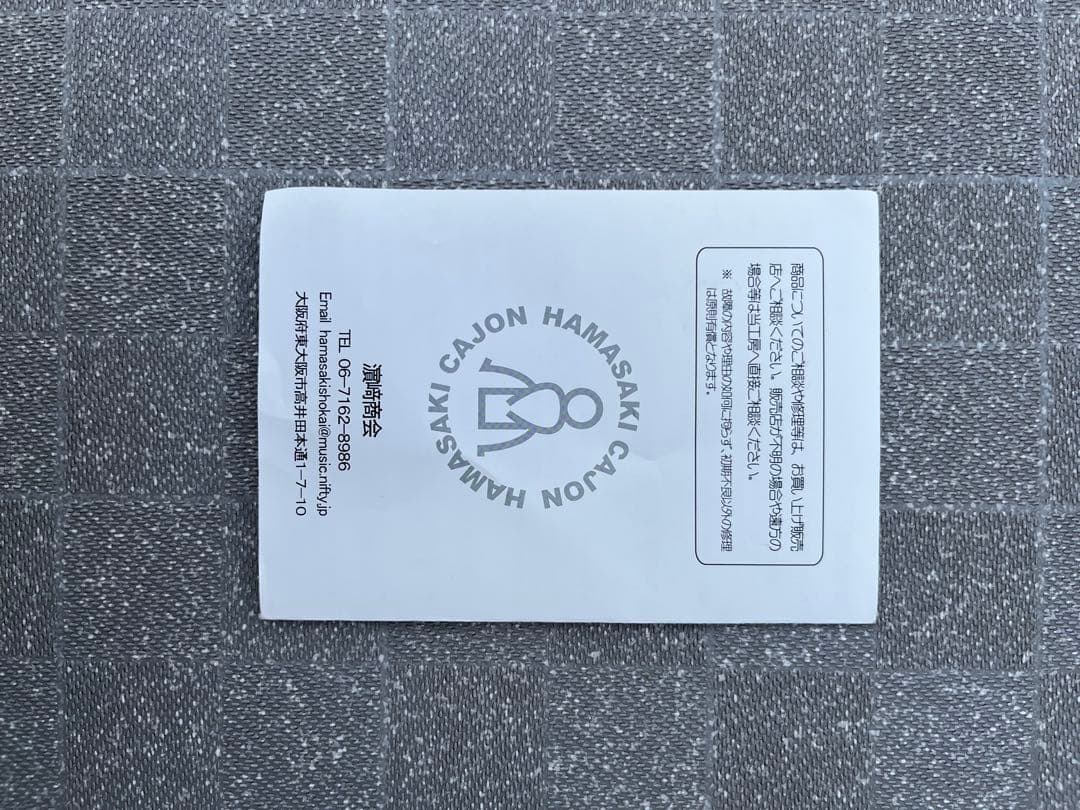 商品についてのご相談や修理等は、お買い上げ販売
店へご相談ください。販売店が不明の場合や遠方の
場合等は当工房へ直接ご相談ください。
※ 故障の内容や理由の如何に拘らず、初期不良以外の修理
は原則有償となります。
HAMASAKI CAJON HAMASAKI CAJON
濵﨑商会
TEL 06-7162-8986
Email hamasakishokai@music.nifty.jp
大阪府東大阪市高井田本通1-7-10